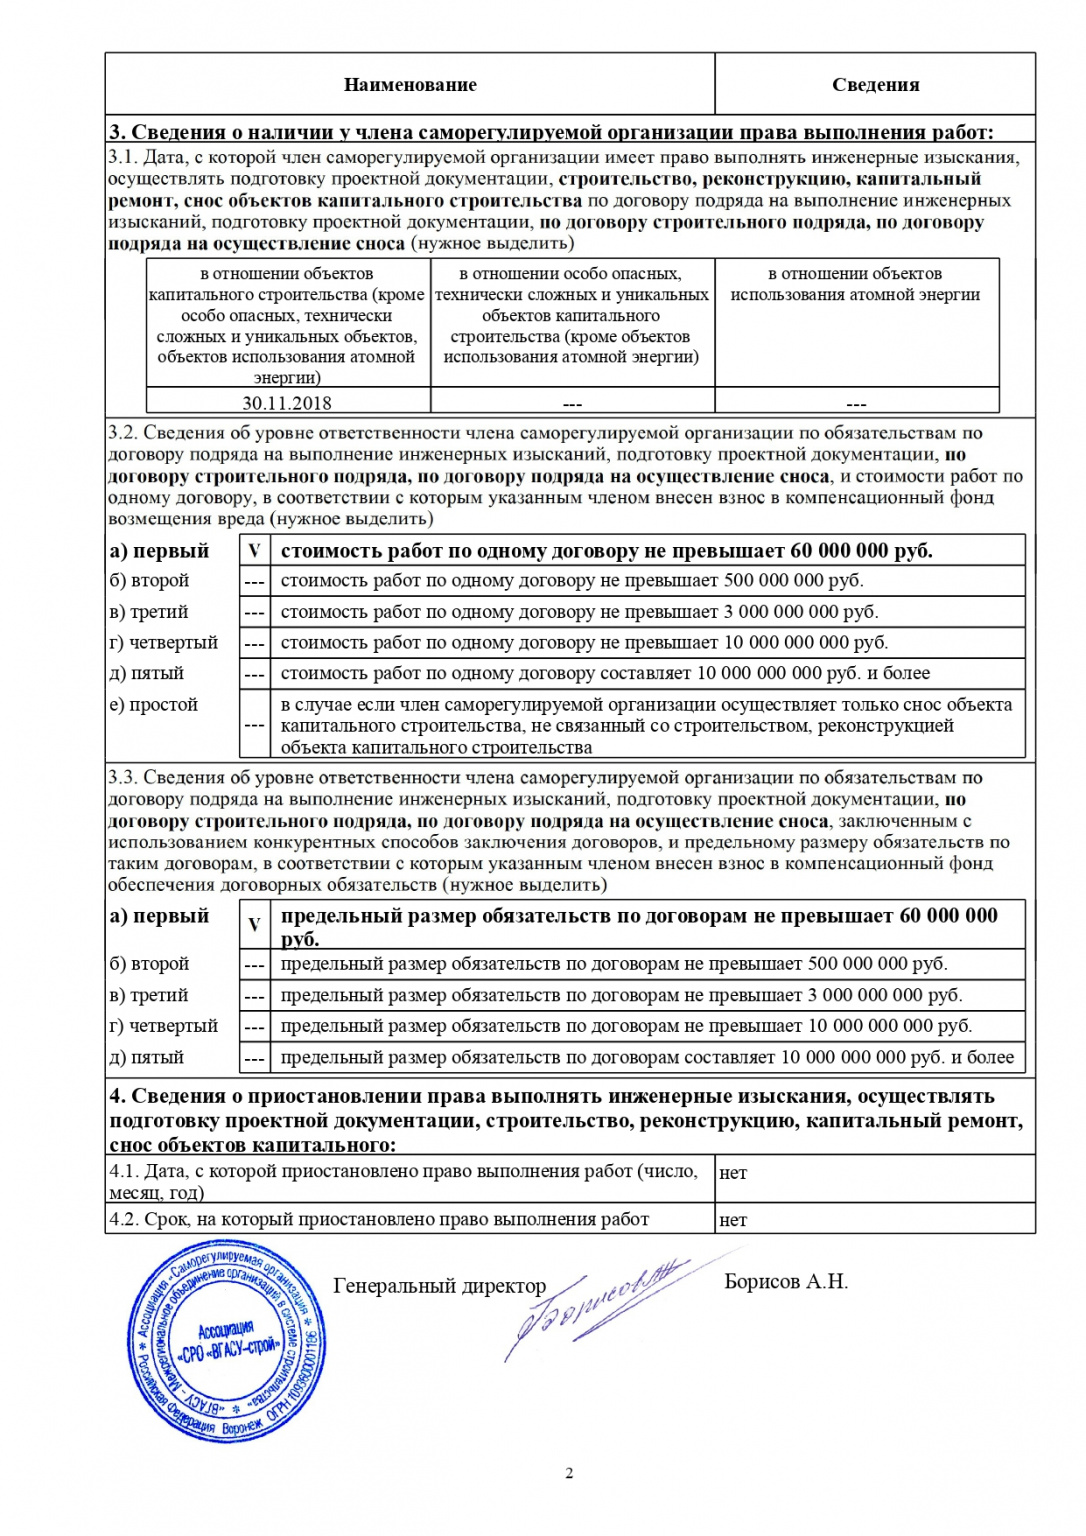 Наименование
Сведения
3. Сведения о наличии у члена саморегулируемой организации права выполнения работ:
3.1. Дата, с которой член саморегулируемой организации имеет право выполнять инженерные изыскания,
осуществлять подготовку проектной документации, строительство, реконструкцию, капитальный
ремонт, снос объектов капитального строительства по договору подряда на выполнение инженерных
изысканий, подготовку проектной документации, по договору строительного подряда, по договору
подряда на осуществление сноса (нужное выделить)
в отношении объектов
капитального строительства (кроме
особо опасных, технически
сложных и уникальных объектов,
объектов использования атомной
энергии)
в отношении особо опасных,
технически сложных и уникальных
объектов капитального
строительства (кроме объектов
использования атомной энергии)
в отношении объектов
использования атомной энергии
30.11.2018
---
---
3.2. Сведения об уровне ответственности члена саморегулируемой организации по обязательствам по
договору подряда на выполнение инженерных изысканий, подготовку проектной документации, по
договору строительного подряда, по договору подряда на осуществление сноса, и стоимости работ по
одному договору, в соответствии с которым указанным членом внесен взнос в компенсационный фонд
возмещения вреда (нужное выделить)
а) первый V стоимость работ по одному договору не превышает 60 000 000 руб.
б) второй --- стоимость работ по одному договору не превышает 500 000 000 руб.
в) третий --- стоимость работ по одному договору не превышает 3 000 000 000 руб.
г) четвертый --- стоимость работ по одному договору не превышает 10 000 000 000 руб.
д) пятый --- стоимость работ по одному договору составляет 10 000 000 000 руб. и более
е) простой --- в случае если член саморегулируемой организации осуществляет только снос объекта
капитального строительства, не связанный со строительством, реконструкцией
объекта капитального строительства
3.3. Сведения об уровне ответственности члена саморегулируемой организации по обязательствам по
договору подряда на выполнение инженерных изысканий, подготовку проектной документации, по
договору строительного подряда, по договору подряда на осуществление сноса, заключенным с
использованием конкурентных способов заключения договоров, и предельному размеру обязательств по
таким договорам, в соответствии с которым указанным членом внесен взнос в компенсационный фонд
обеспечения договорных обязательств (нужное выделить)
а) первый V предельный размер обязательств по договорам не превышает 60 000 000
руб.
б) второй --- предельный размер обязательств по договорам не превышает 500 000 000 руб.
в) третий --- предельный размер обязательств по договорам не превышает 3 000 000 000 руб.
г) четвертый --- предельный размер обязательств по договорам не превышает 10 000 000 000 руб.
д) пятый --- предельный размер обязательств по договорам составляет 10 000 000 000 руб. и более
4. Сведения о приостановлении права выполнять инженерные изыскания, осуществлять
подготовку проектной документации, строительство, реконструкцию, капитальный ремонт,
снос объектов капитального:
4.1. Дата, с которой приостановлено право выполнения работ (число,
месяц, год)
нет
4.2. Срок, на который приостановлено право выполнения работ
нет
Генеральный директор
Борисов А.Н.
Ассоциация «Саморегулируемая организация
«ВГАСУ - Межрегиональное объединение организаций в системе строительства»
Российская Федерация Воронеж ОГРН 1093600001186
Ассоциация
«СРО «ВГАСУ-строй»
2